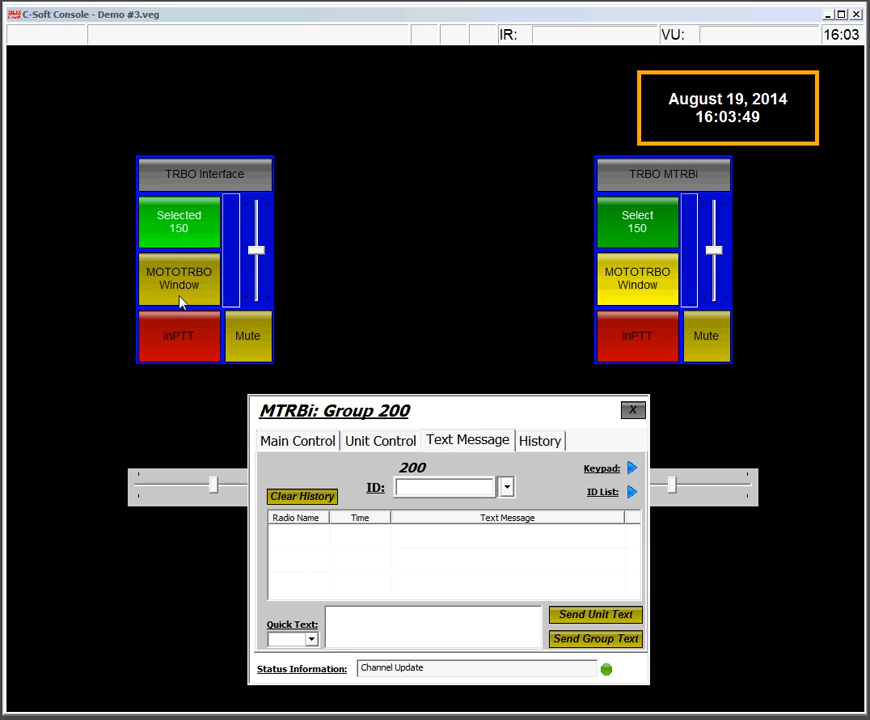 C-Soft Console - Demo #3.veg
IR:
VU:
16:03
August 19, 2014
16:03:49
TRBO Interface
Selected
150
MOTOTRBO
Window
InPTT
Mute
TRBO MTRBi
Select
150
MOTOTRBO
Window
InPTT
Mute
MTRBi: Group 200
X
Main Control
Unit Control
Text Message
History
200
Keypad:
ID:
ID List:
Clear History
Radio Name
Time
Text Message
Quick Text:
Send Unit Text
Send Group Text
Status Information:
Channel Update